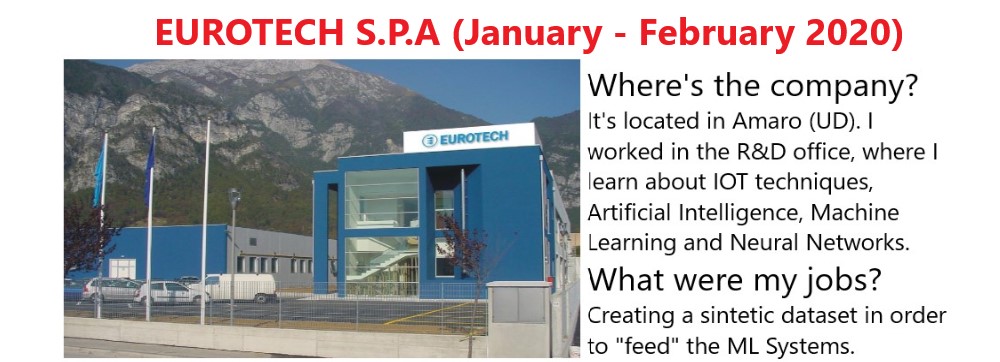 EUROTECH S.P.A (January - February 2020)
EUROTECH
Where's the company?
It's located in Amaro (UD). I
worked in the R&D office, where I
learn about IOT techniques,
Artificial Intelligence, Machine
Learning and Neural Networks.
What were my jobs?
Creating a sintetic dataset in order
to "feed" the ML Systems.